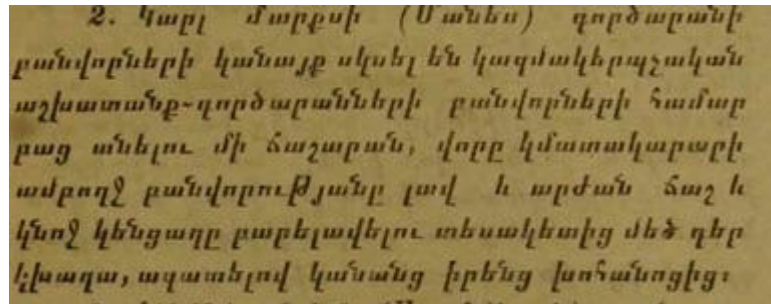 2. Կարլ Մարքսի (Մանես) գործարանի
բանվորների կանայք սկսել են կազմակերպչական
աշխատանք-գործարանների բանվորների համար
բաց անելու մի ճաշարան, վորը կմատակարարի
ամբողջ բանվորությանը լավ և արժան ճաշ և
կնոջ կենցաղը բարելավելու տեսակետից մեծ դեր
կխաղա, ազատելով կանանց իրենց խոհանոցից: